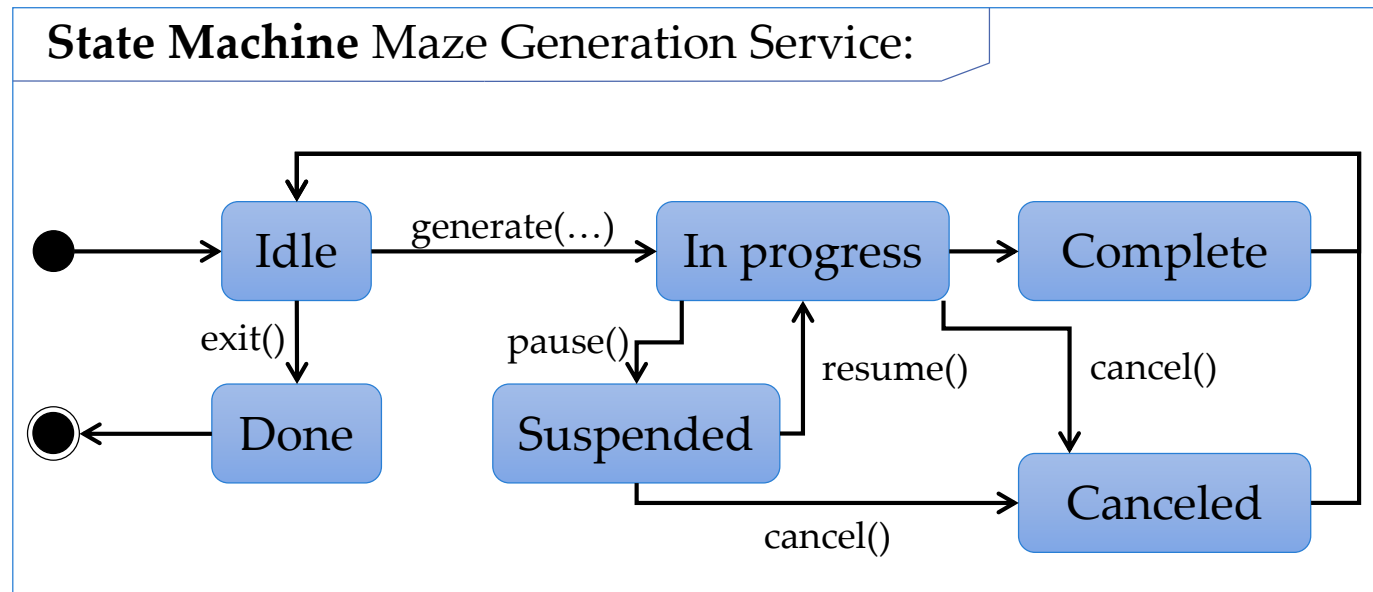 State Machine Maze Generation Service:
Idle
generate(…)
In progress
Complete
exit()
pause()
resume()
cancel()
Done
Suspended
Canceled
cancel()